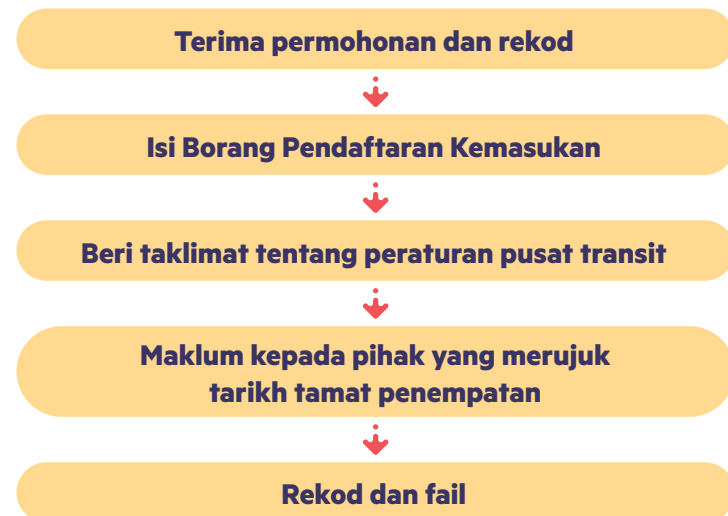 Terima permohonan dan rekod
Isi Borang Pendaftaran Kemasukan
Beri taklimat tentang peraturan pusat transit
Maklum kepada pihak yang merujuk
tarikh tamat penempatan
Rekod dan fail